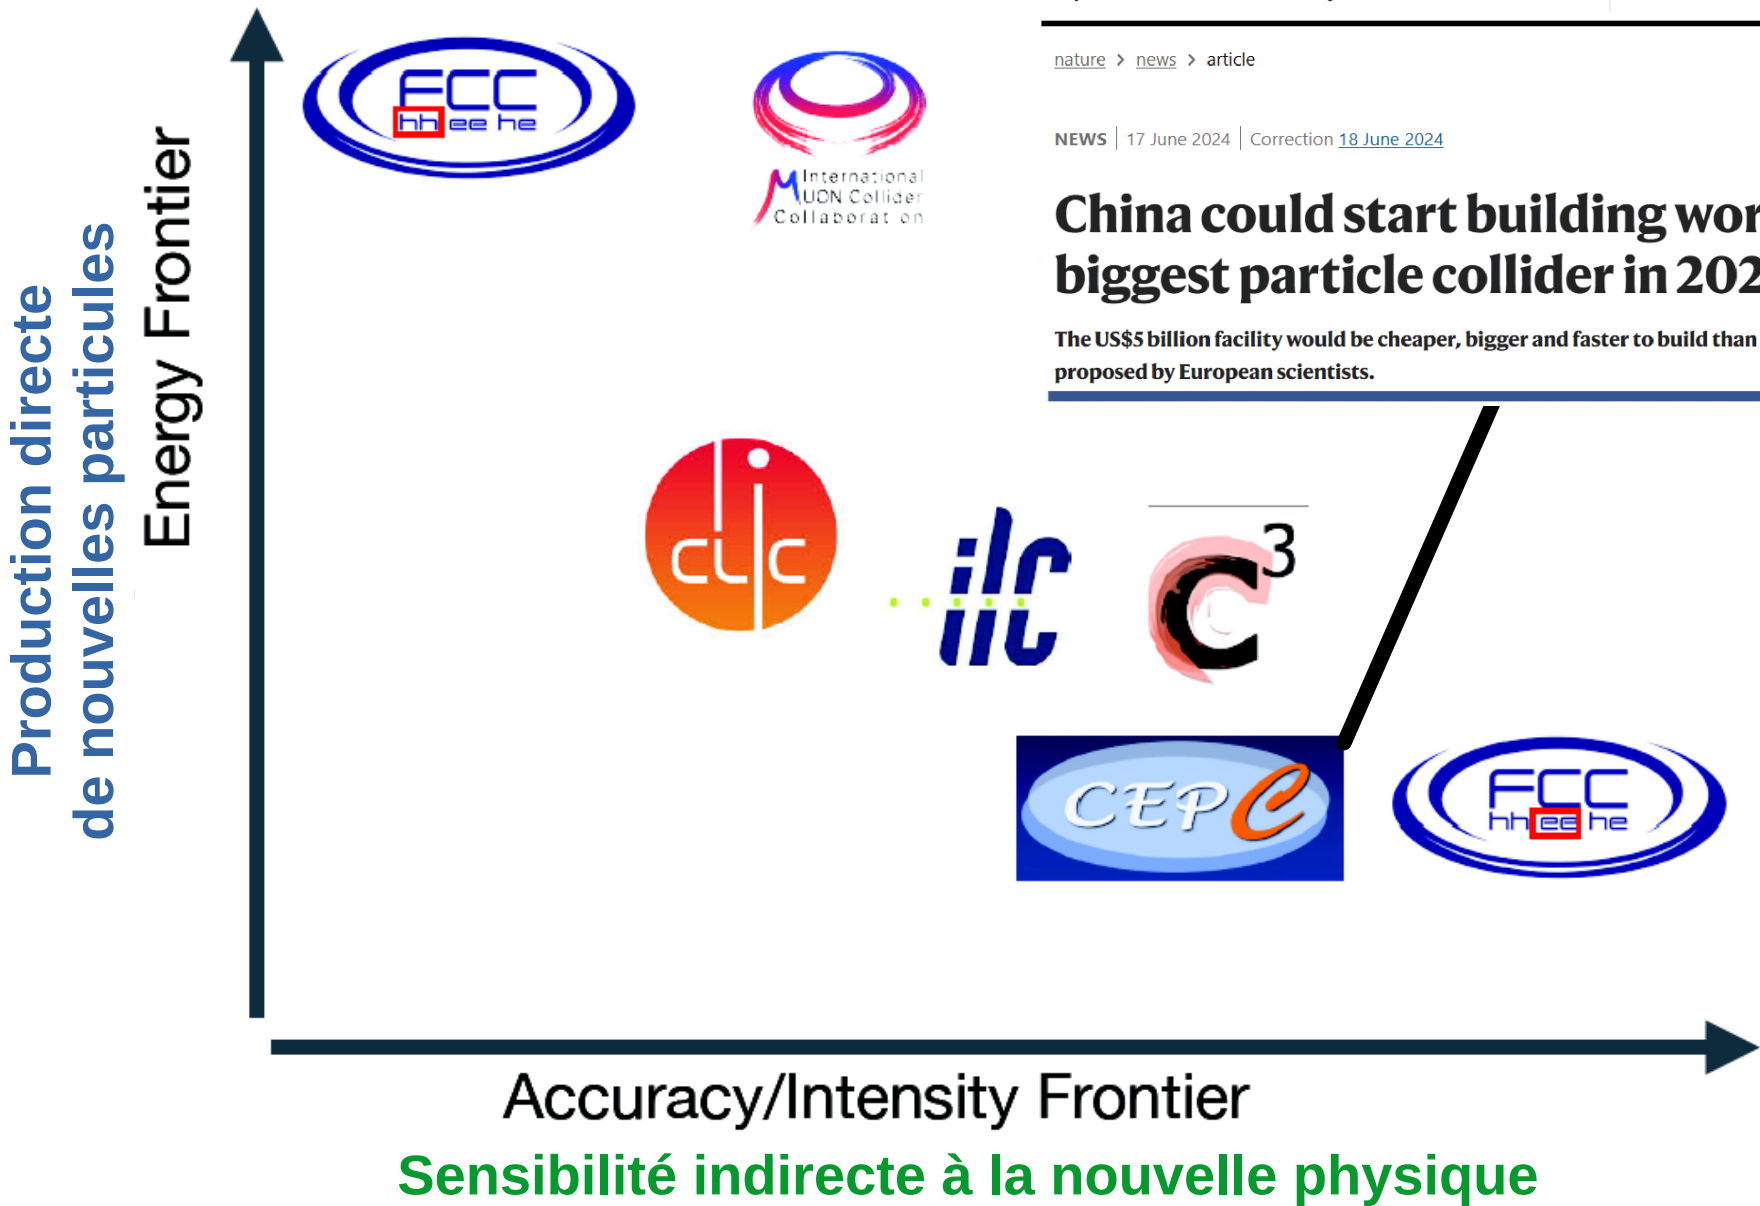 nature > news > article
NEWS | 17 June 2024 | Correction 18 June 2024
China could start building
biggest particle collider in
The US$5 billion facility would be cheaper, bigger and faster to build than
proposed by European scientists.
Production directe
de nouvelles particules
Energy Frontier
FCC
hh ee he
International
MUON Collider
Collaboration
clic
ilc
C3
CEPC
FCC
hh ee he
Accuracy/Intensity Frontier
Sensibilité indirecte à la nouvelle physique